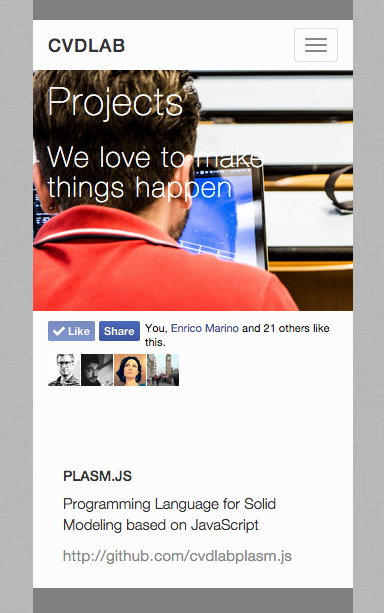 CVDLAB
Projects
We love to make
things happen
Like
Share
You, Enrico Marino and 21 others like
this.
PLASM.JS
Programming Language for Solid
Modeling based on JavaScript
http://github.com/cvdlabplasm.js